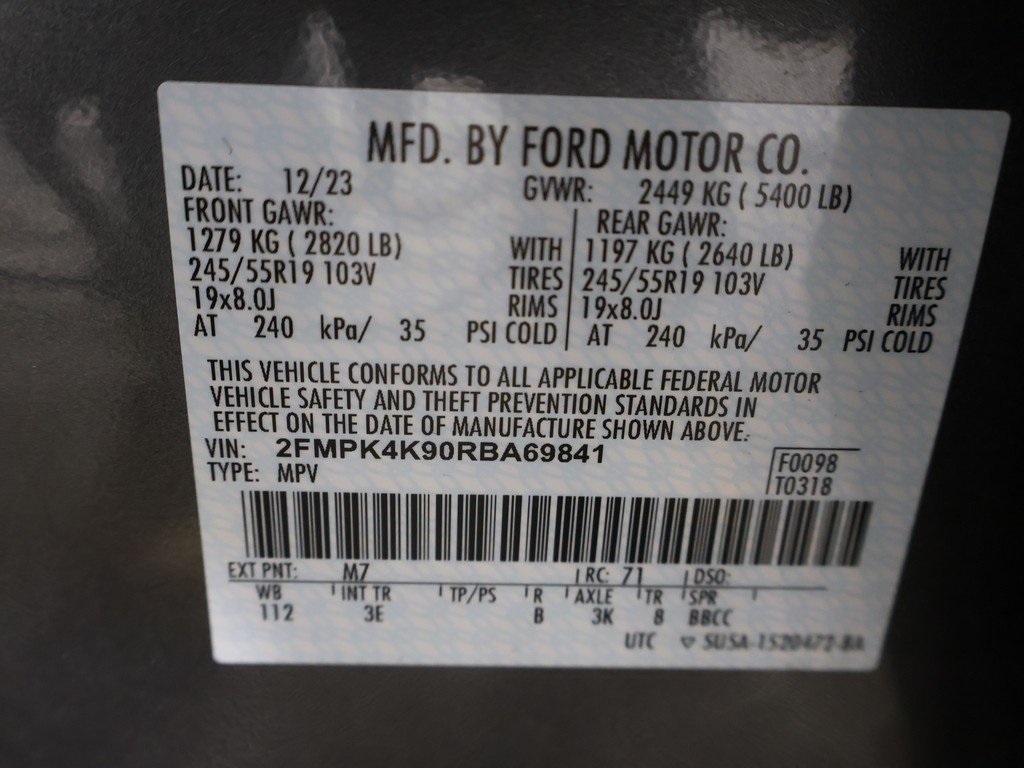 MFD. BY FORD MOTOR CO.
DATE: 12/23 GVWR: 2449 KG ( 5400 LB)
FRONT GAWR: REAR GAWR:
1279 KG ( 2820 LB) WITH 1197 KG ( 2640 LB) WITH
245/55R19 103V TIRES 245/55R19 103V TIRES
19x8.0J RIMS 19x8.0J RIMS
AT 240 kPa/ 35 PSI COLD AT 240 kPa/ 35 PSI COLD
THIS VEHICLE CONFORMS TO ALL APPLICABLE FEDERAL MOTOR
VEHICLE SAFETY AND THEFT PREVENTION STANDARDS IN
EFFECT ON THE DATE OF MANUFACTURE SHOWN ABOVE.
VIN: 2FMPK4K90RBA69841
F0098
TYPE: MPV
T0318
EXT PNT: M7 RC: 71 DSO:
WB INT TR TP/PS R AXLE TR SPR
112 3E B 3K 8 BBCC
UTC SU5A-1520472-BA